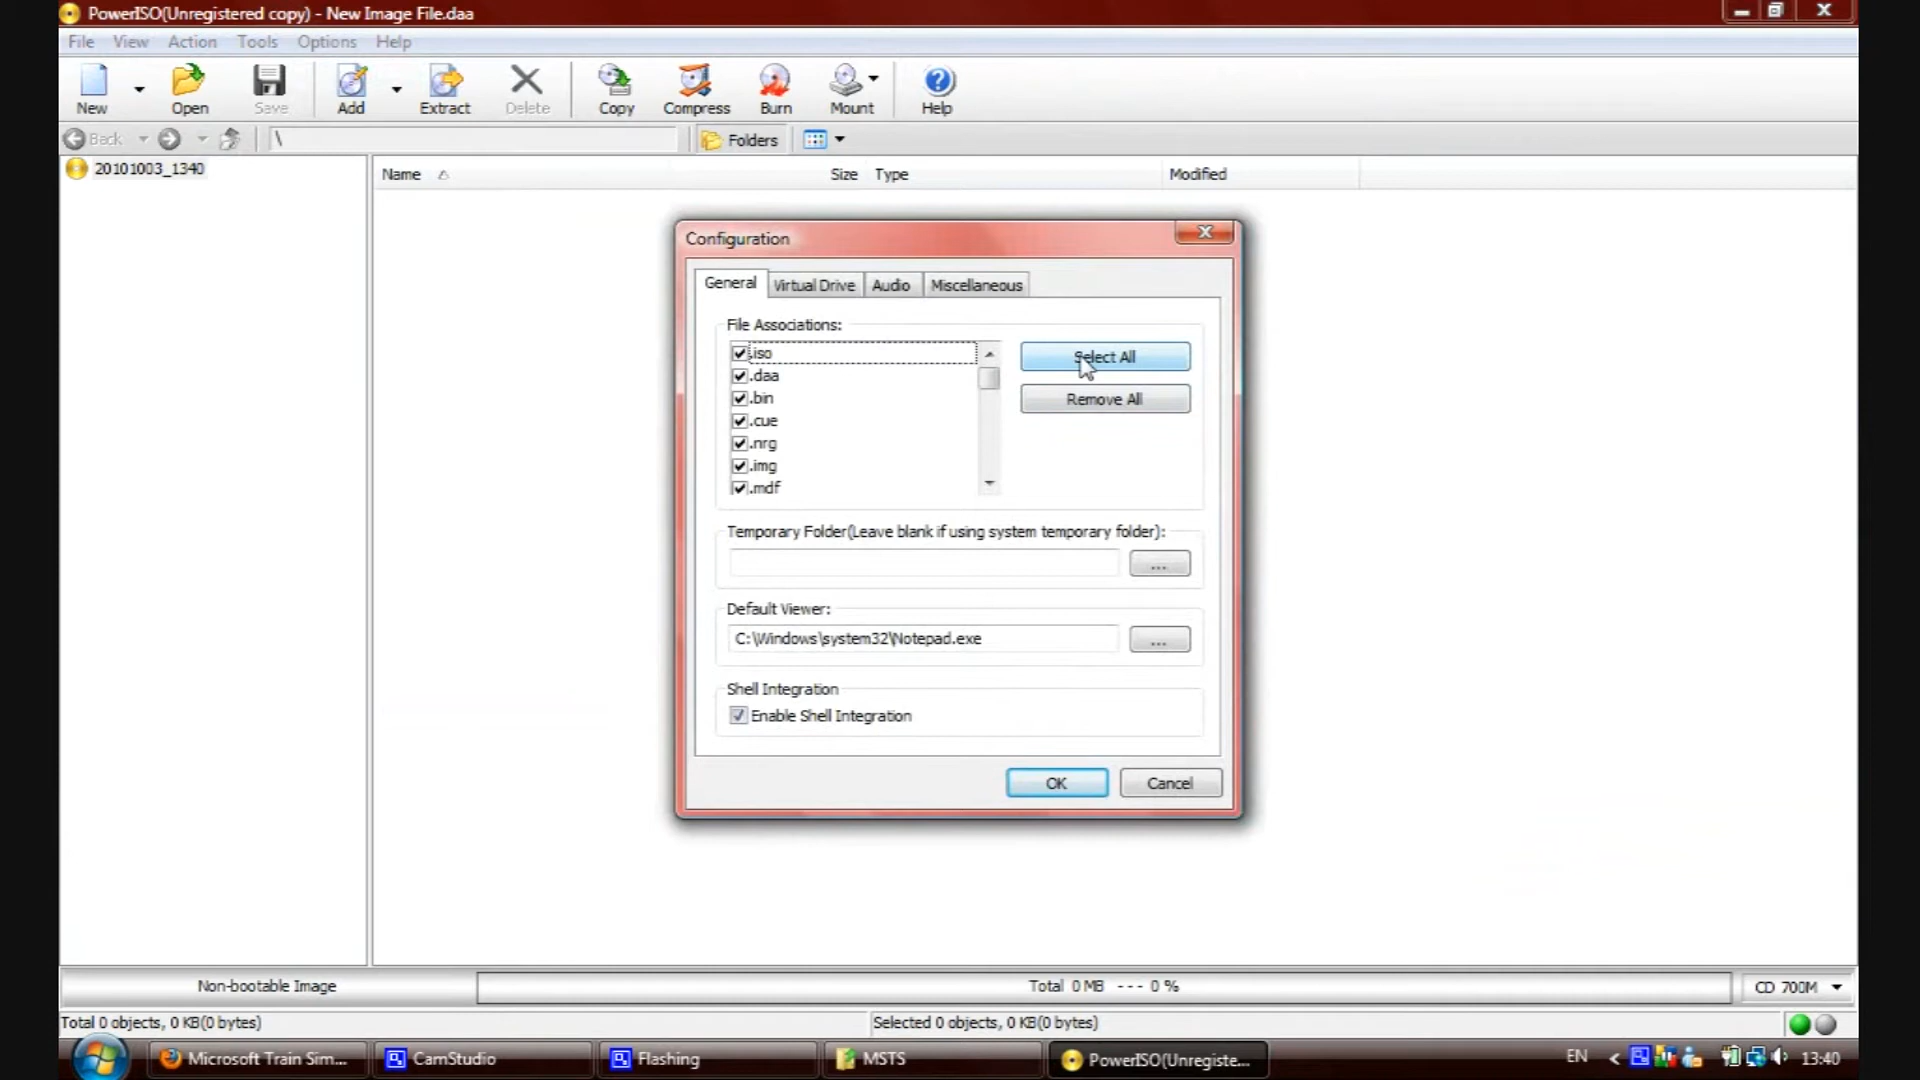 PowerISO(Unregistered copy) - New Image File.daa
File View Action Tools Options Help
New Open Save Add Extract Delete Copy Compress Burn Mount Help
Back \ Folders
20101003_1340
Name Size Type Modified
Configuration
General Virtual Drive Audio Miscellaneous
File Associations:
.iso
.daa
.bin
.cue
.nrg
.img
.mdf
Select All
Remove All
Temporary Folder(Leave blank if using system temporary folder):
...
Default Viewer:
C:\Windows\system32\Notepad.exe
...
Shell Integration
Enable Shell Integration
OK Cancel
Non-bootable Image Total 0 MB --- 0 % CD 700M
Total 0 objects, 0 KB(0 bytes) Selected 0 objects, 0 KB(0 bytes)
Microsoft Train Sim... CamStudio Flashing MSTS PowerISO(Unregiste... EN < 13:40